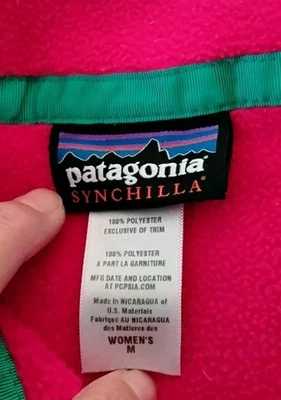 patagonia®
SYNCHILLA®
100% POLYESTER
EXCLUSIVE OF TRIM
100% POLYESTER
A PART LA GARNITURE
MFG DATE AND LOCATION
AT PCPSIA.COM
Made in NICARAGUA of
U.S. Materials
Fabriqué AU NICARAGUA
des Matieres des
WOMEN'S
M